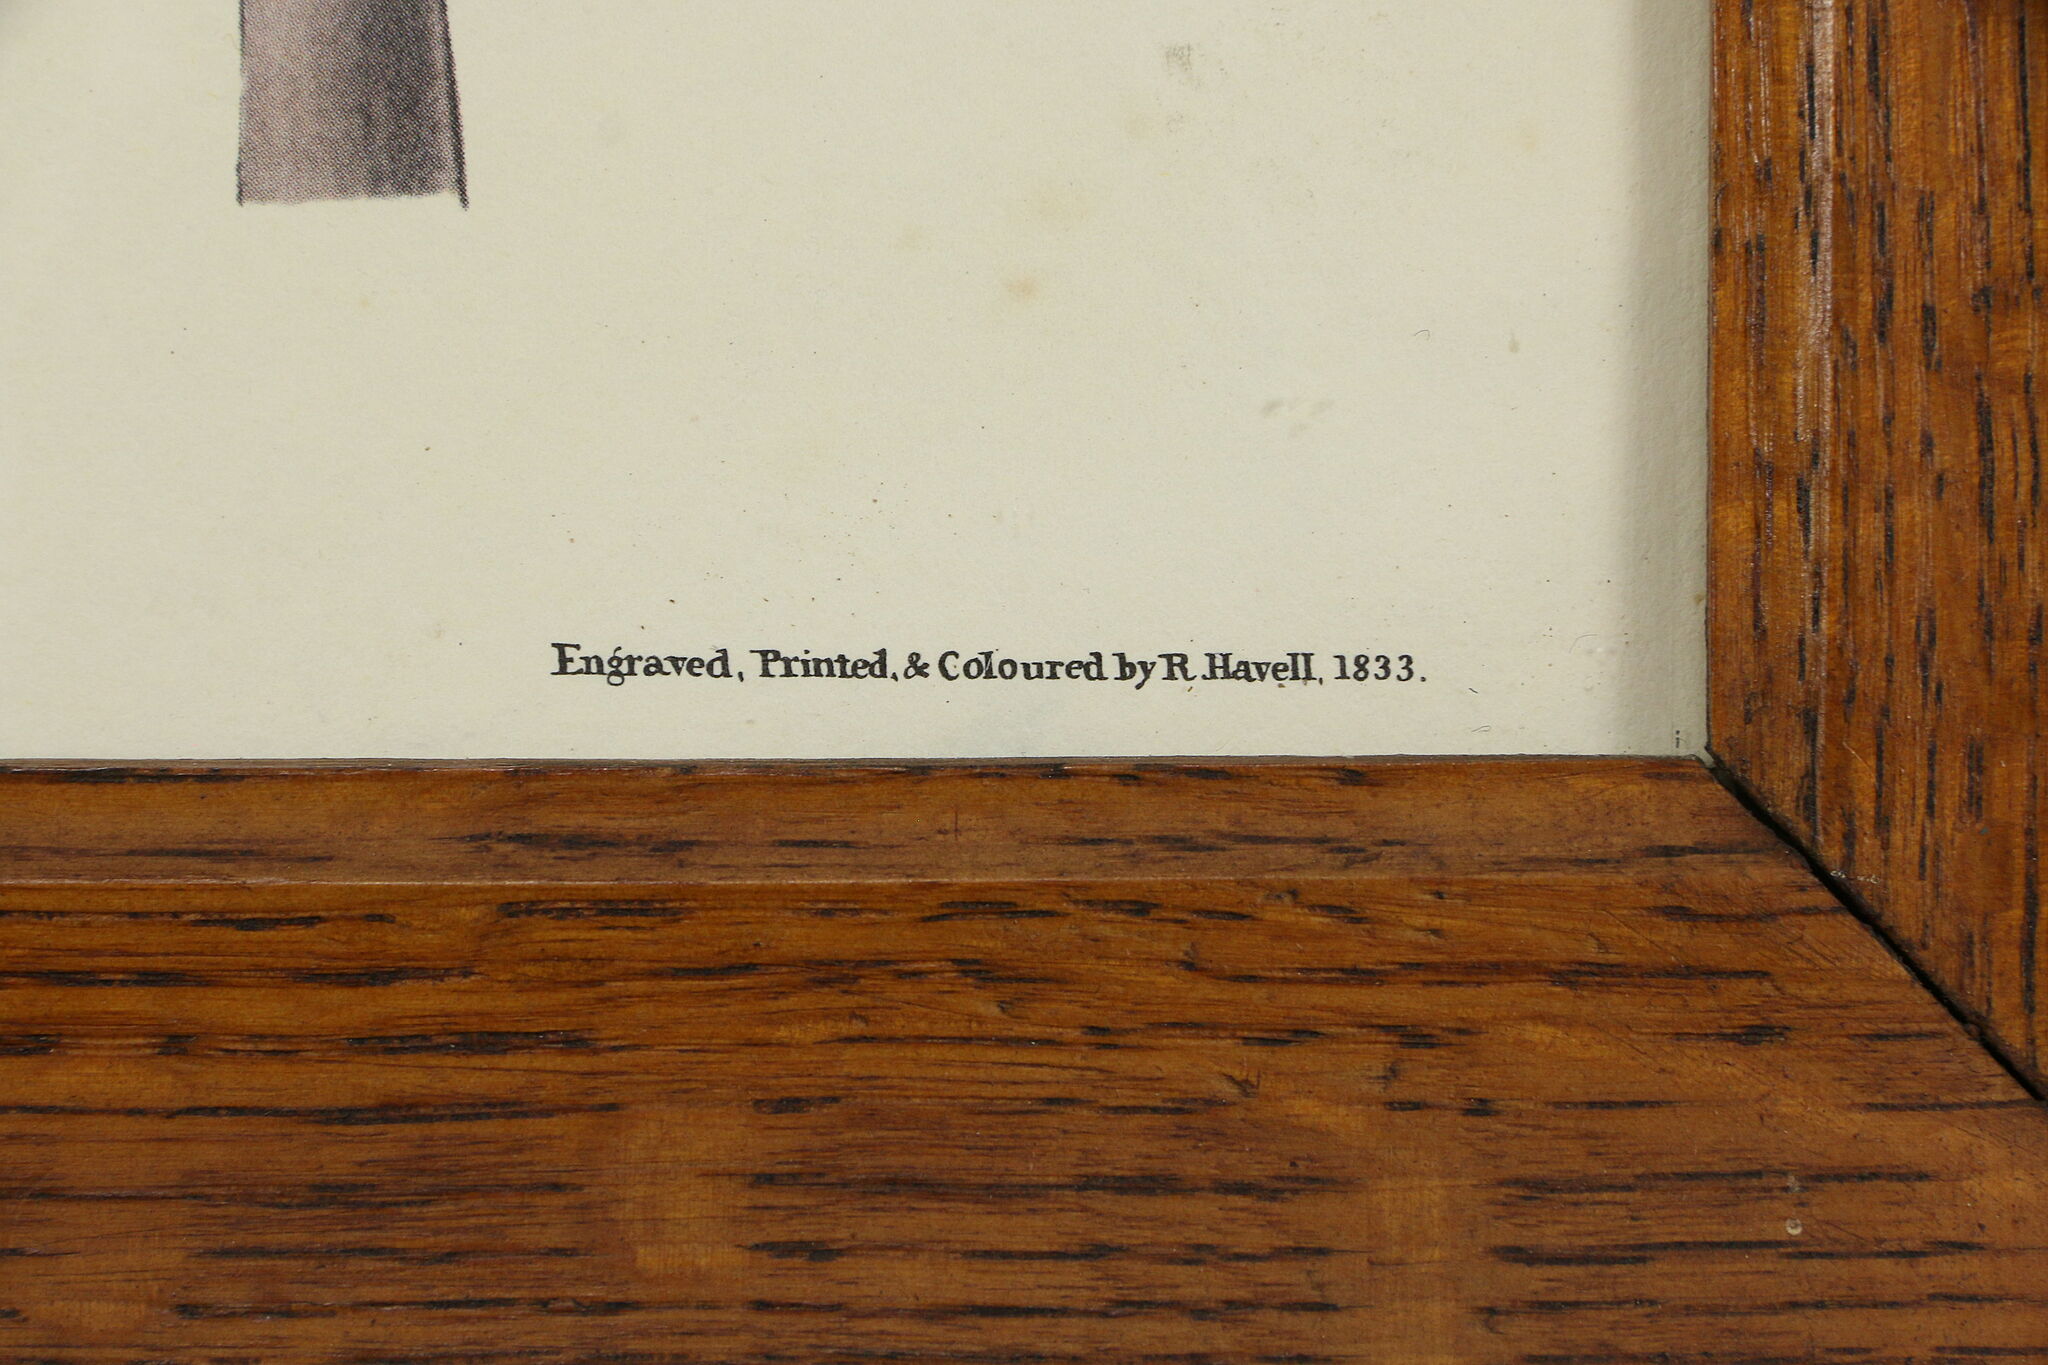 Engraved, Printed, & Coloured by R. Havell, 1833.